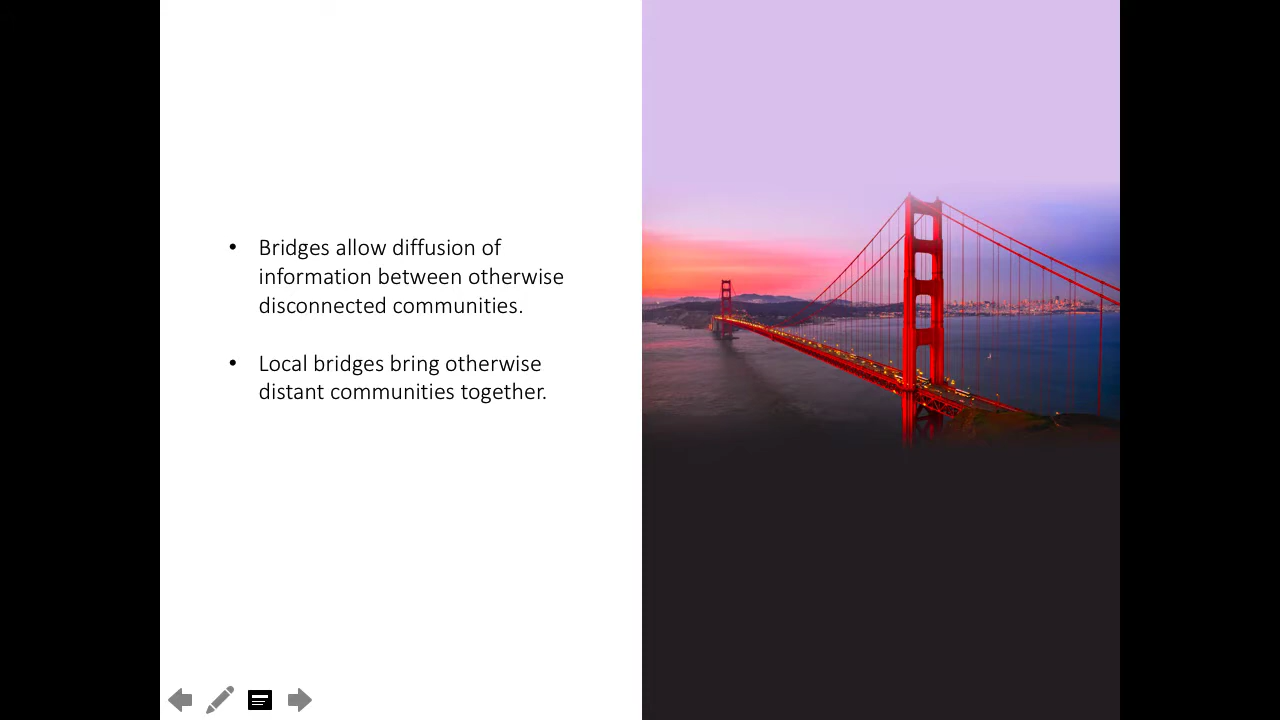 • Bridges allow diffusion of
information between otherwise
disconnected communities.
• Local bridges bring otherwise
distant communities together.